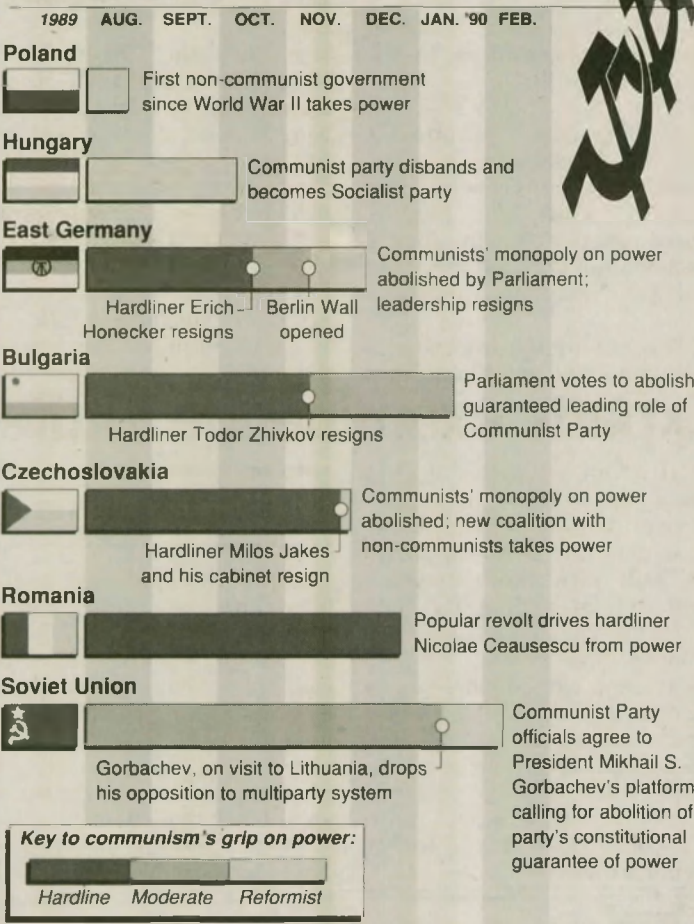 1989 AUG. SEPT. OCT. NOV. DEC. JAN. '90 FEB.
Poland
First non-communist government
since World War II takes power
Hungary
Communist party disbands and
becomes Socialist party
East Germany
Communists' monopoly on power
abolished by Parliament;
leadership resigns
Hardliner Erich
Honecker resigns
Berlin Wall
opened
Bulgaria
Parliament votes to abolish
guaranteed leading role of
Communist Party
Hardliner Todor Zhivkov resigns
Czechoslovakia
Communists' monopoly on power
abolished; new coalition with
non-communists takes power
Hardliner Milos Jakes
and his cabinet resign
Romania
Popular revolt drives hardliner
Nicolae Ceausescu from power
Soviet Union
Communist Party
officials agree to
President Mikhail S.
Gorbachev's platform
calling for abolition of
party's constitutional
guarantee of power
Gorbachev, on visit to Lithuania, drops
his opposition to multiparty system
Key to communism's grip on power:
Hardline Moderate Reformist